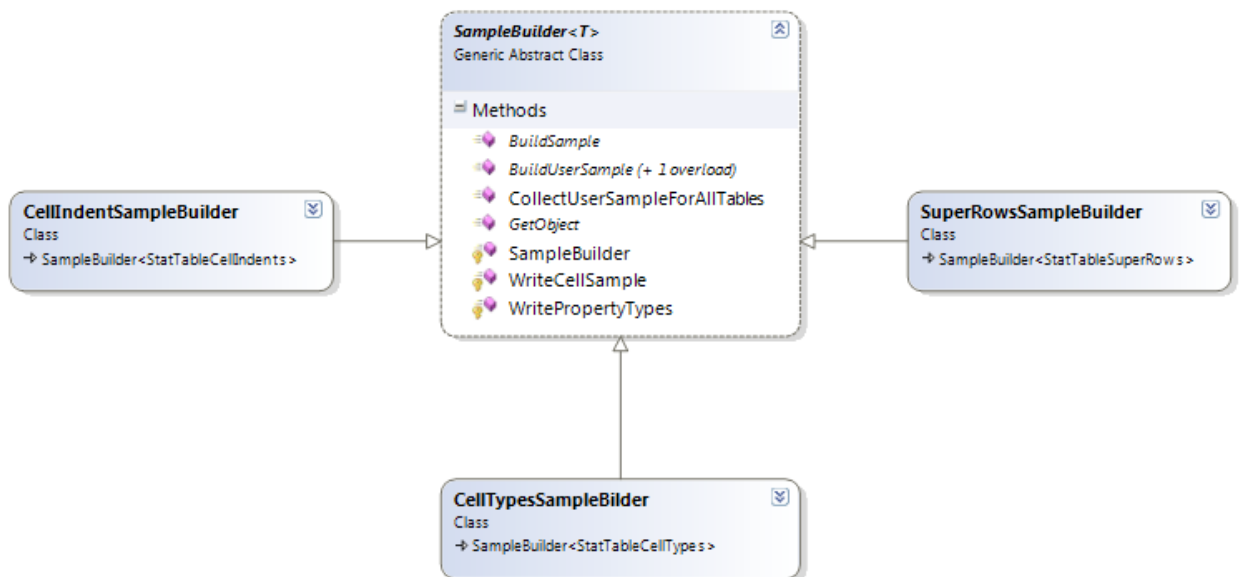 SampleBuilder<T>
Generic Abstract Class
Methods
BuildSample
BuildUserSample (+ 1 overload)
CollectUserSampleForAllTables
GetObject
SampleBuilder
WriteCellSample
WritePropertyTypes
CellIndentSampleBuilder
Class
SampleBuilder<StatTableCellIndents>
SuperRowsSampleBuilder
Class
SampleBuilder<StatTableSuperRows>
CellTypesSampleBilder
Class
SampleBuilder<StatTableCellTypes>